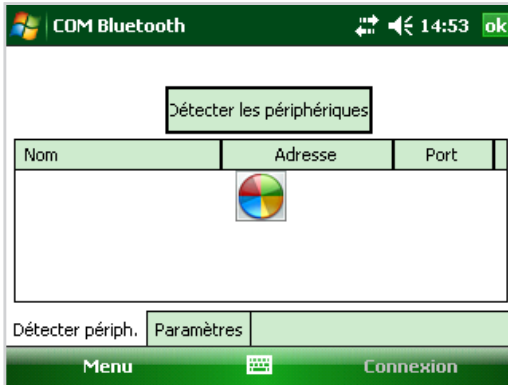 COM Bluetooth 14:53 ok
Détecter les périphériques
Nom Adresse Port
Détecter périph. Paramètres
Menu Connexion